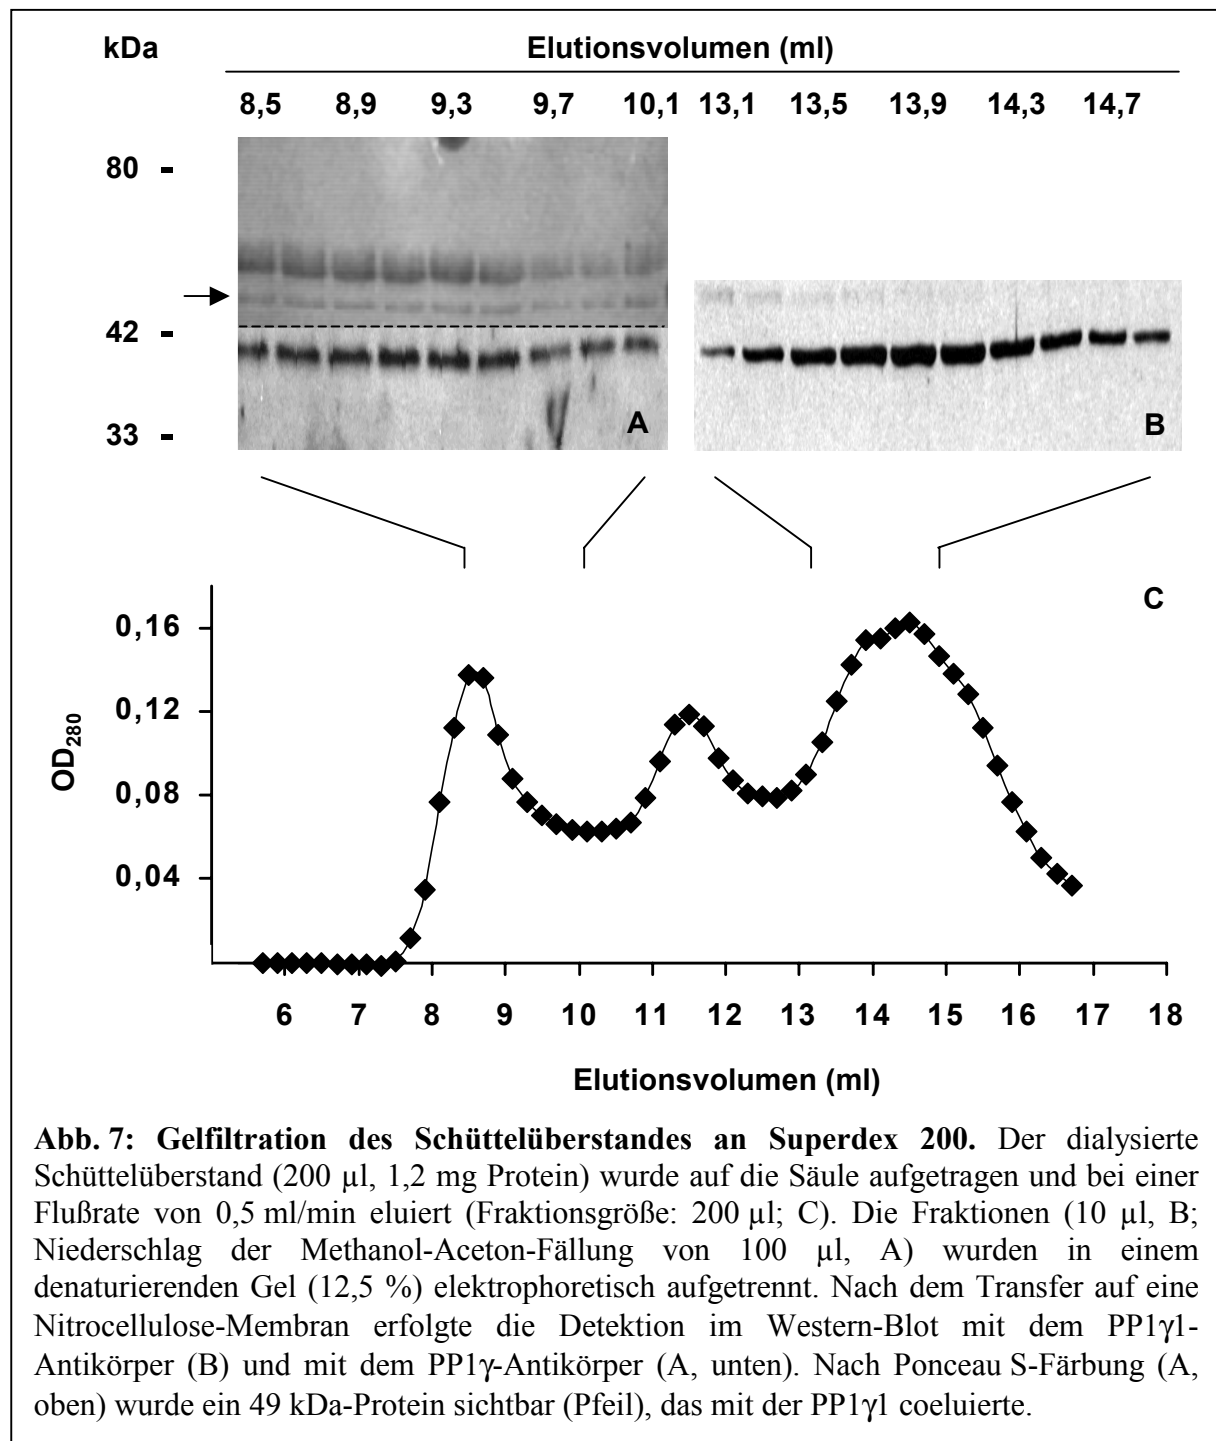 kDa Elutionsvolumen (ml)
8,5 8,9 9,3 9,7 10,1 13,1 13,5 13,9 14,3 14,7
80 -
42 -
33 -
A
B
C
0,16
0,12
0,08
0,04
OD280
6 7 8 9 10 11 12 13 14 15 16 17 18
Elutionsvolumen (ml)
Abb. 7: Gelfiltration des Schüttelüberstandes an Superdex 200. Der dialysierte
Schüttelüberstand (200 µl, 1,2 mg Protein) wurde auf die Säule aufgetragen und bei einer
Flußrate von 0,5 ml/min eluiert (Fraktionsgröße: 200 µl; C). Die Fraktionen (10 µl, B;
Niederschlag der Methanol-Aceton-Fällung von 100 µl, A) wurden in einem
denaturierenden Gel (12,5 %) elektrophoretisch aufgetrennt. Nach dem Transfer auf eine
Nitrocellulose-Membran erfolgte die Detektion im Western-Blot mit dem PP1γ1-
Antikörper (B) und mit dem PP1γ-Antikörper (A, unten). Nach Ponceau S-Färbung (A,
oben) wurde ein 49 kDa-Protein sichtbar (Pfeil), das mit der PP1γ1 coeluierte.